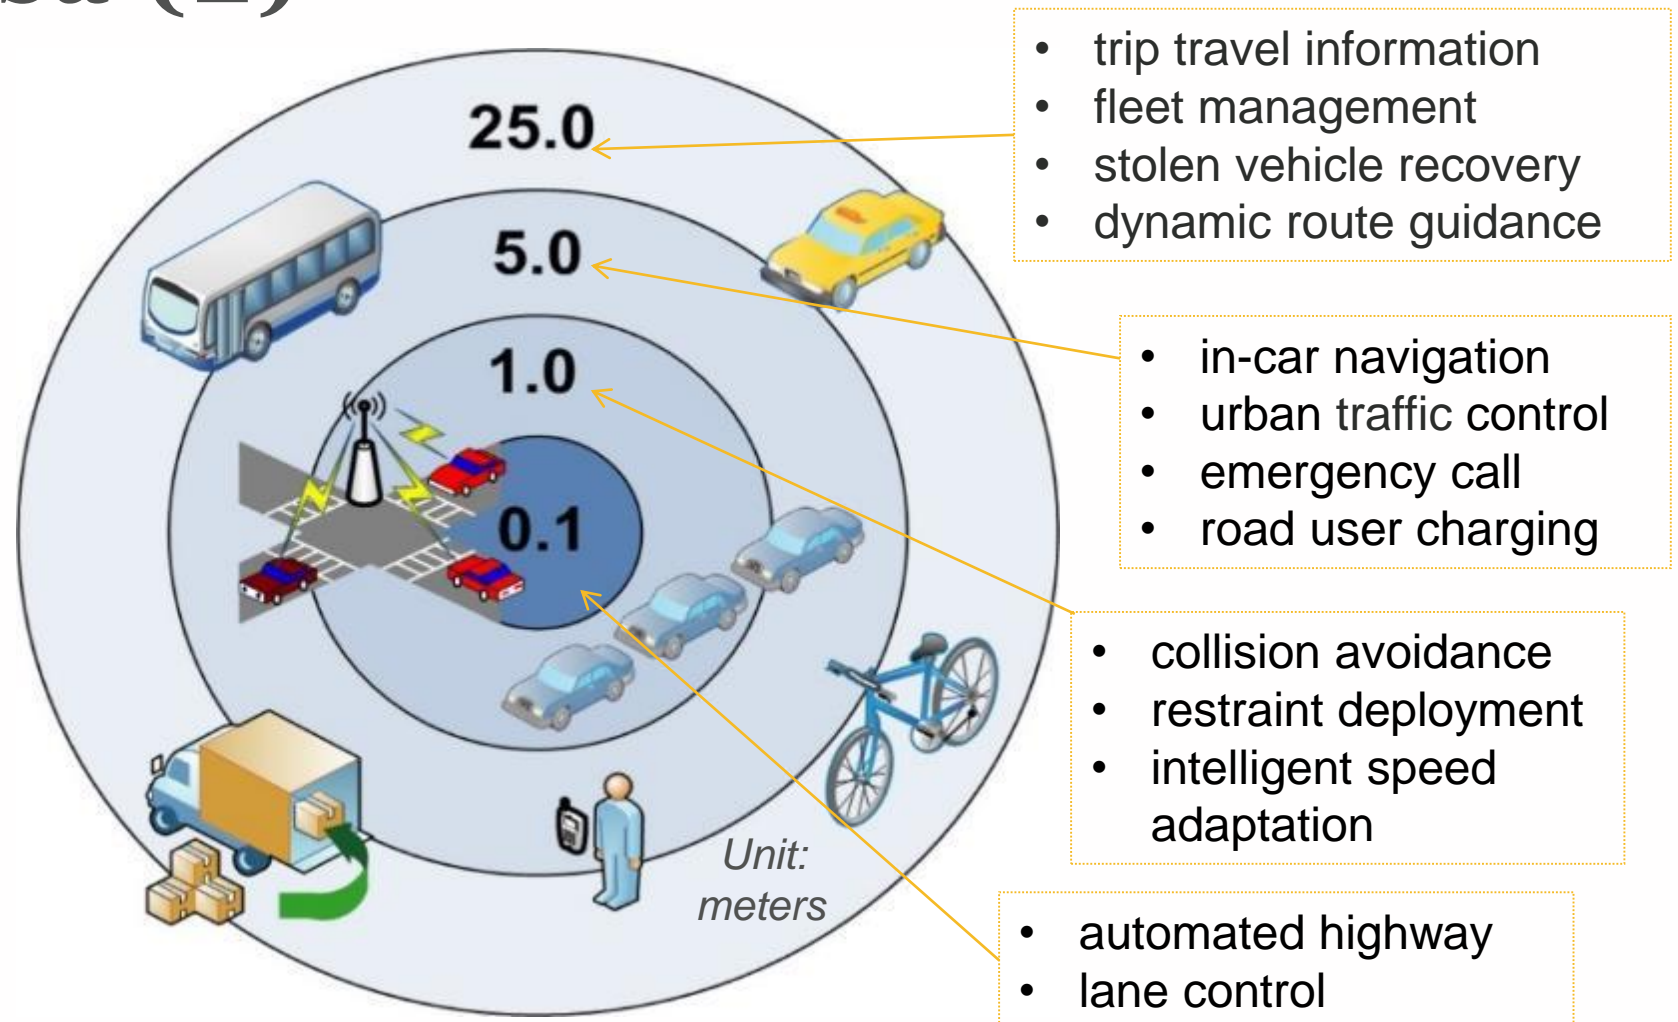 25.0
5.0
1.0
0.1
Unit:
meters
• trip travel information
• fleet management
• stolen vehicle recovery
• dynamic route guidance
• in-car navigation
• urban traffic control
• emergency call
• road user charging
• collision avoidance
• restraint deployment
• intelligent speed
adaptation
• automated highway
• lane control